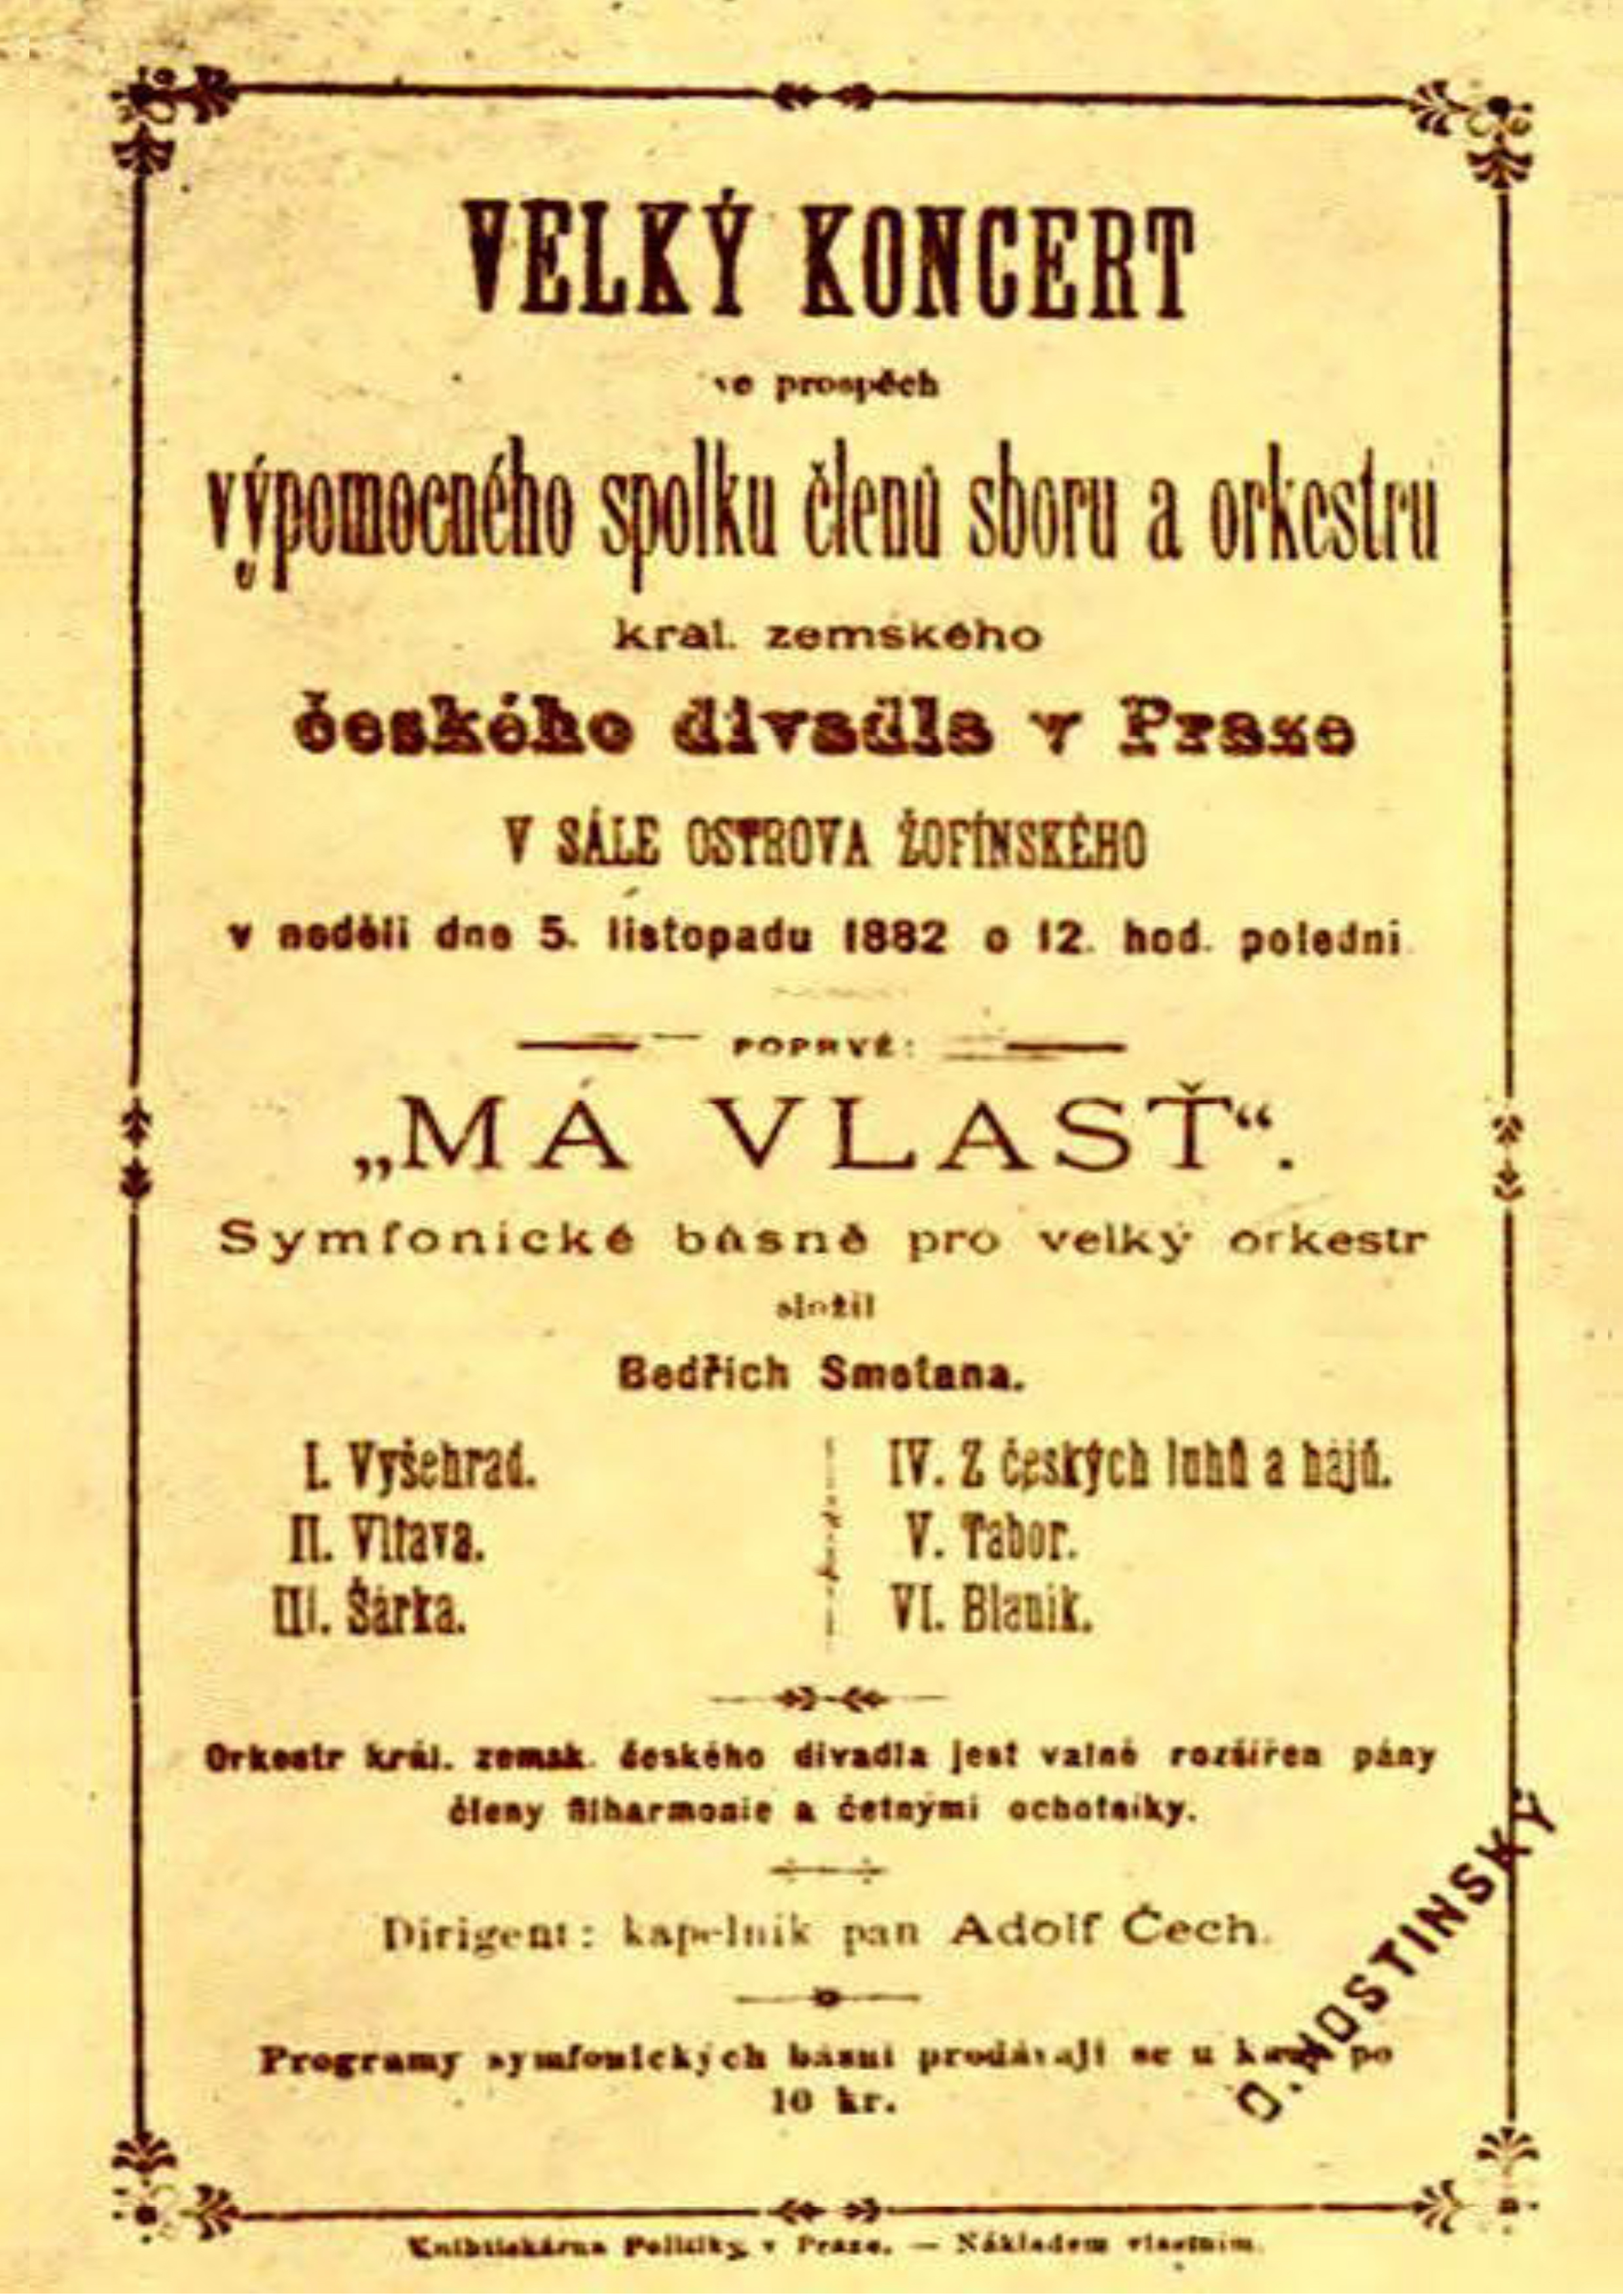 VELKÝ KONCERT
ve prospěch
výpomocného spolku členů sboru a orkestru
král. zemského
českého divadla v Praze
V SÁLE OSTROVA ŽOFÍNSKÉHO
v neděli dne 5. listopadu 1882 o 12. hod. polední
POPRVÉ:
„MÁ VLASŤ“.
Symfonické básně pro velký orkestr
složil
Bedřich Smetana.
I. Vyšehrad.
II. Vltava.
III. Šárka.
IV. Z českých luhů a hájů.
V. Tábor.
VI. Blaník.
Orkestr král. zemsk. českého divadla jest valně rozšířen pány
členy filharmonie a četnými ochotníky.
Dirigent: kapelník pan Adolf Čech.
Programy symfonických básní prodávají se u po
10 kr.
O. HOSTINSKÝ
Knihtiskárna Politiky v Praze. — Nákladem vlastním.